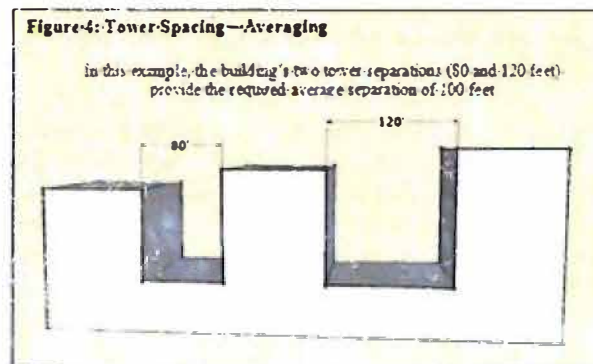 Figure 4: Tower Spacing—Averaging
In this example, the building's two tower separations (80 and 120 feet)
provide the required average separation of 100 feet
80'
120'